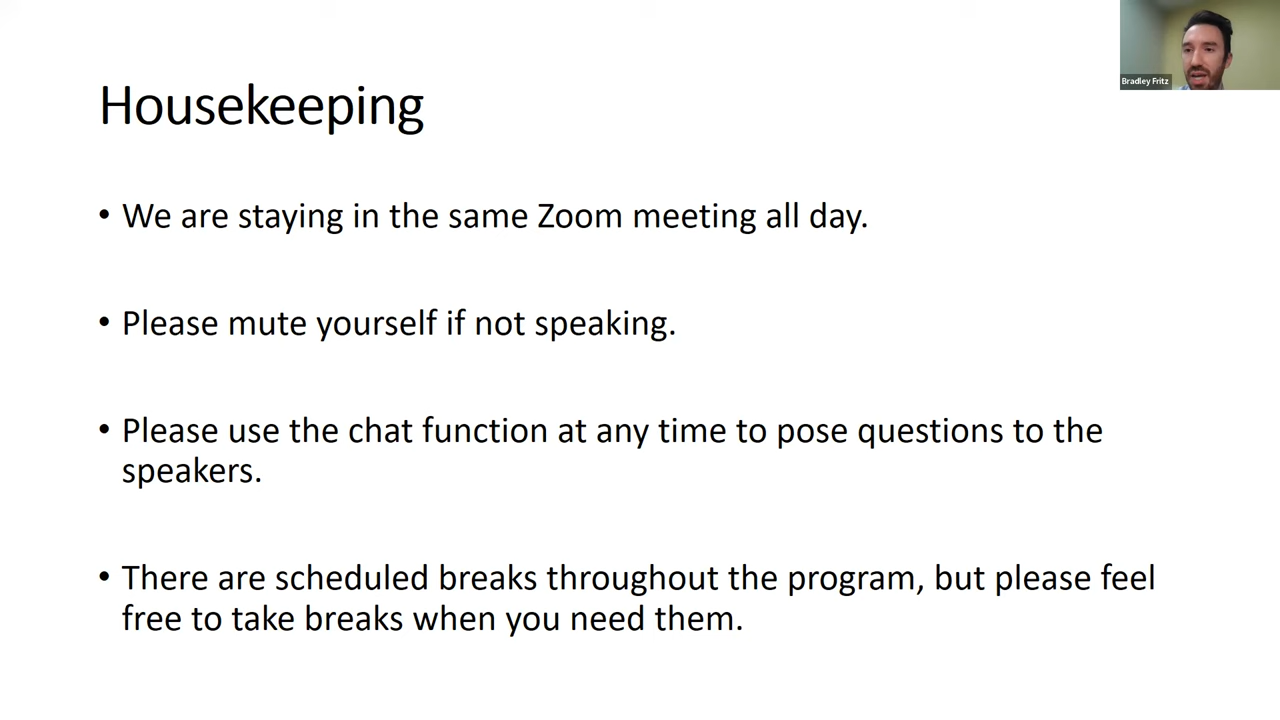 Bradley Fritz
Housekeeping
• We are staying in the same Zoom meeting all day.
• Please mute yourself if not speaking.
• Please use the chat function at any time to pose questions to the
speakers.
• There are scheduled breaks throughout the program, but please feel
free to take breaks when you need them.